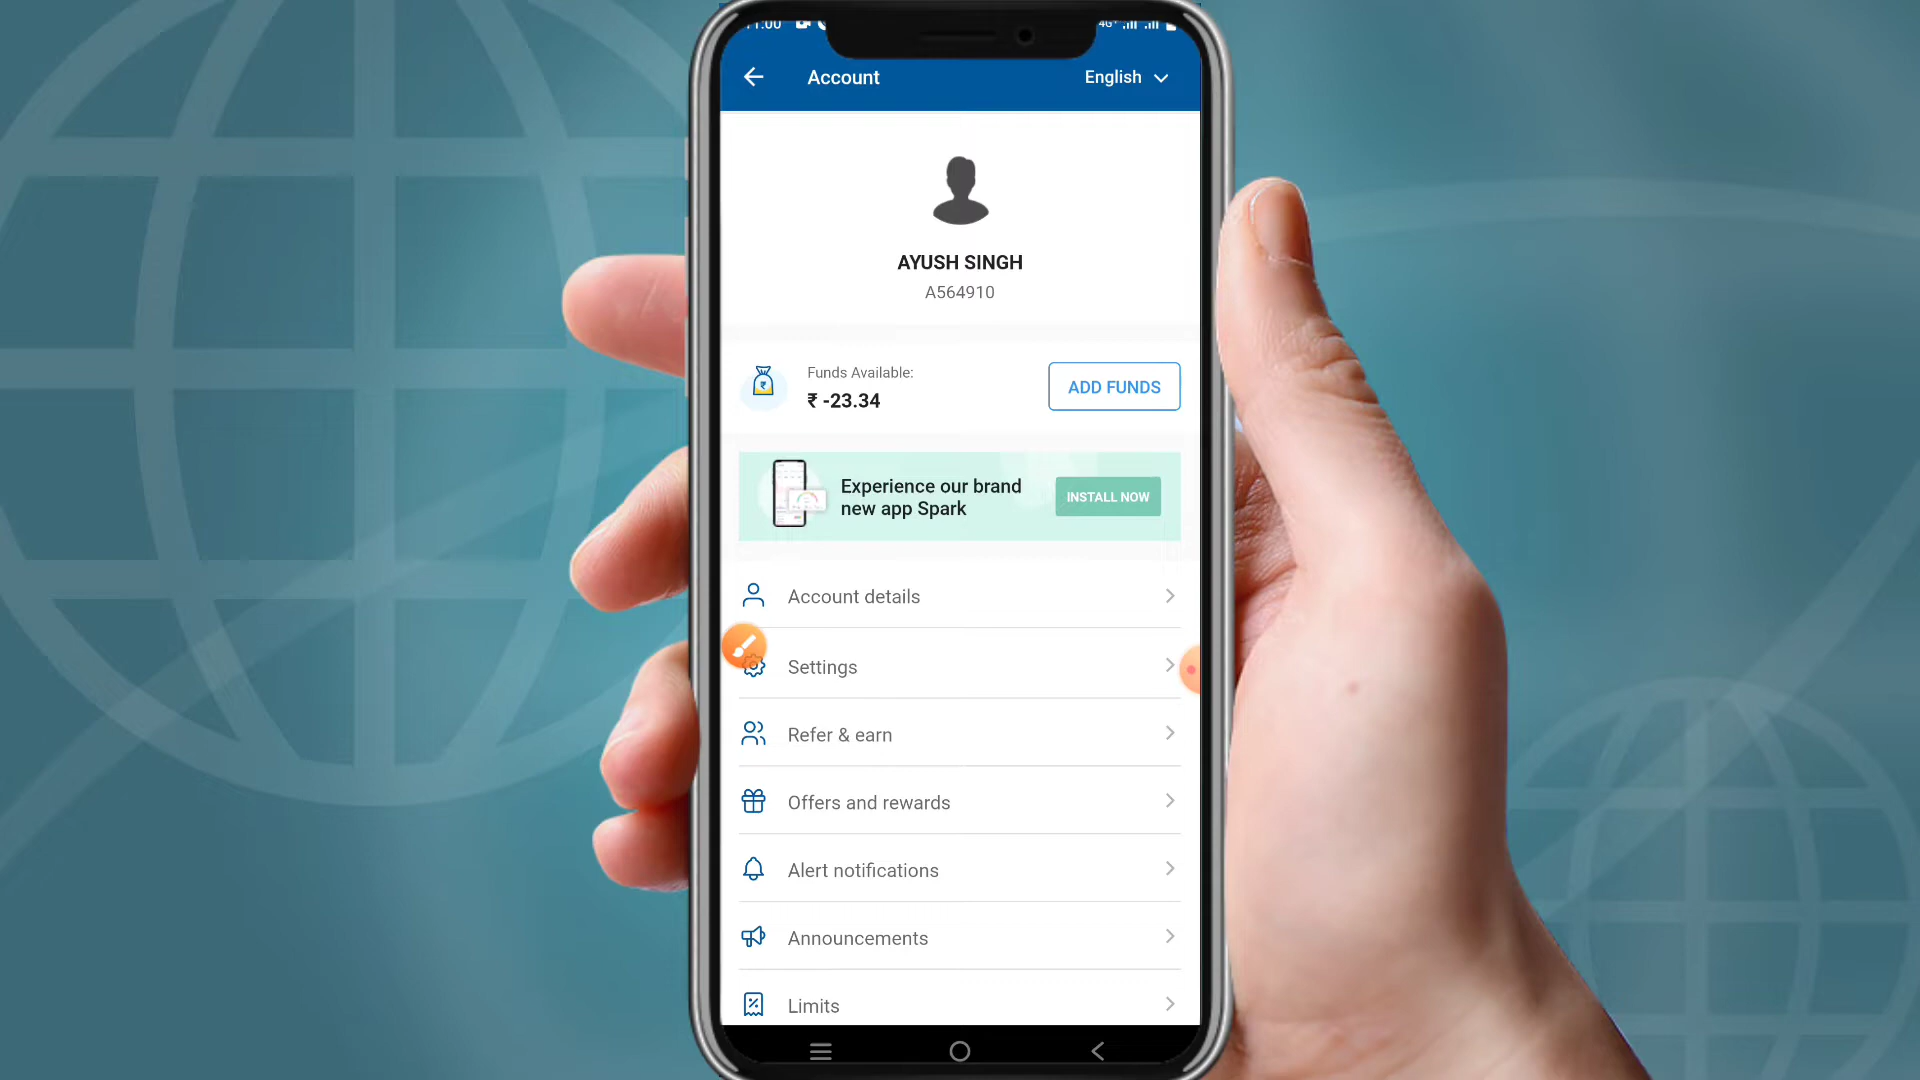 Account
English
AYUSH SINGH
A564910
Funds Available:
₹ -23.34
ADD FUNDS
Experience our brand
new app Spark
INSTALL NOW
Account details
Settings
Refer & earn
Offers and rewards
Alert notifications
Announcements
Limits